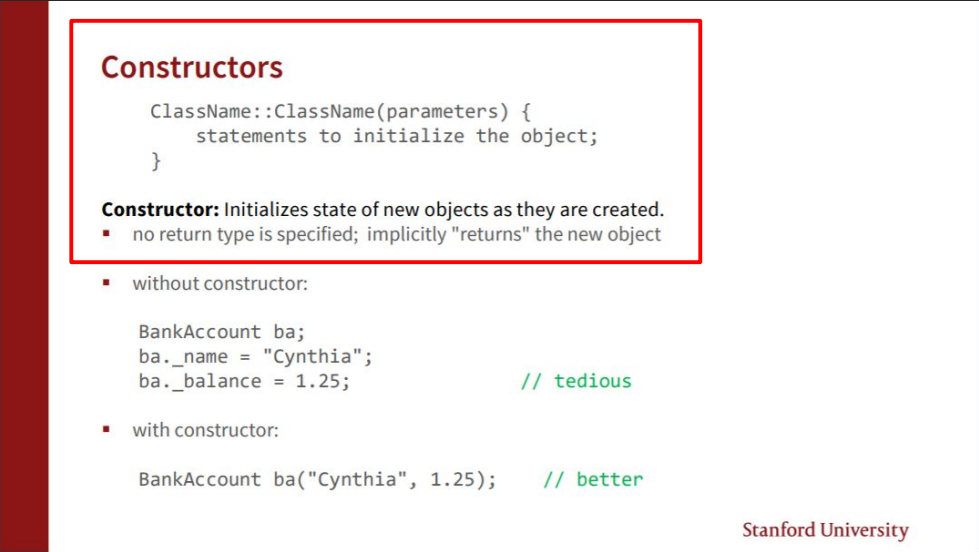 Constructors
ClassName::ClassName(parameters) {
    statements to initialize the object;
}
Constructor: Initializes state of new objects as they are created.
▪ no return type is specified; implicitly "returns" the new object
▪ without constructor:
BankAccount ba;
ba._name = "Cynthia";
ba._balance = 1.25; // tedious
▪ with constructor:
BankAccount ba("Cynthia", 1.25); // better
Stanford University